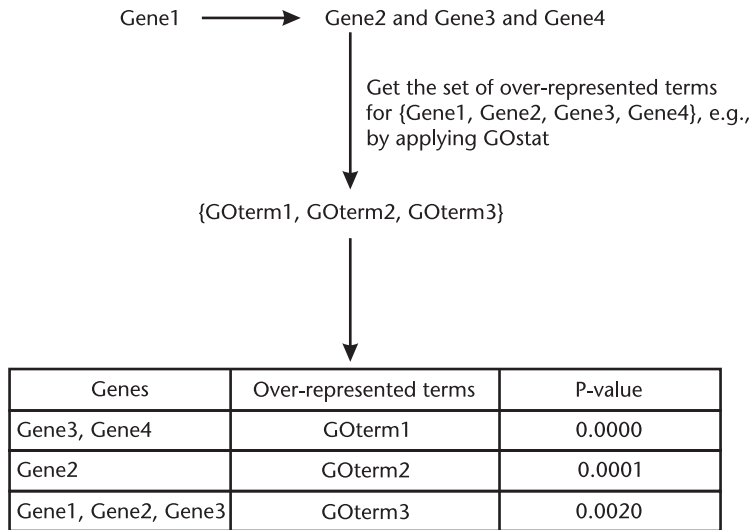 Gene1 Gene2 and Gene3 and Gene4
Get the set of over-represented terms
for {Gene1, Gene2, Gene3, Gene4}, e.g.,
by applying GOstat
{GOterm1, GOterm2, GOterm3}
Genes Over-represented terms P-value
Gene3, Gene4 GOterm1 0.0000
Gene2 GOterm2 0.0001
Gene1, Gene2, Gene3 GOterm3 0.0020